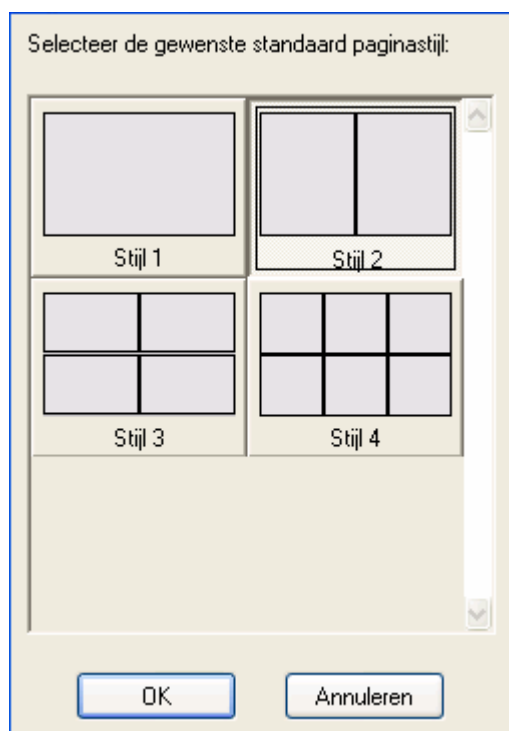 Selecteer de gewenste standaard paginastijl:
Stijl 1
Stijl 2
Stijl 3
Stijl 4
OK
Annuleren